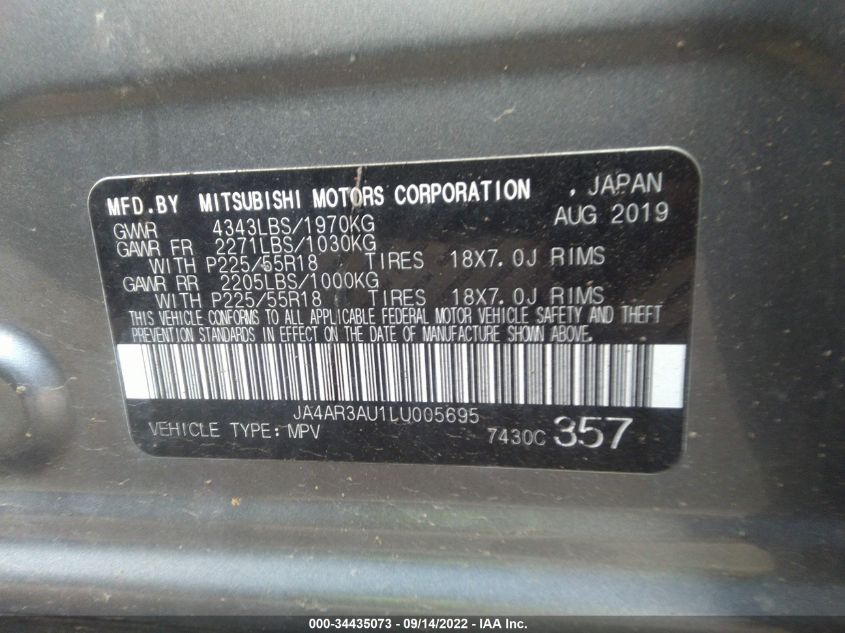 MFD.BY MITSUBISHI MOTORS CORPORATION , JAPAN
GVWR 4343LBS/1970KG AUG 2019
GAWR FR 2271LBS/1030KG
WITH P225/55R18 TIRES 18X7.0J RIMS
GAWR RR 2205LBS/1000KG
WITH P225/55R18 TIRES 18X7.0J RIMS
THIS VEHICLE CONFORMS TO ALL APPLICABLE FEDERAL MOTOR VEHICLE SAFETY AND THEFT
PREVENTION STANDARDS IN EFFECT ON THE DATE OF MANUFACTURE SHOWN ABOVE.
JA4AR3AU1LU005695
VEHICLE TYPE:MPV 7430C 357
000-34435073 - 09/14/2022 - IAA Inc.